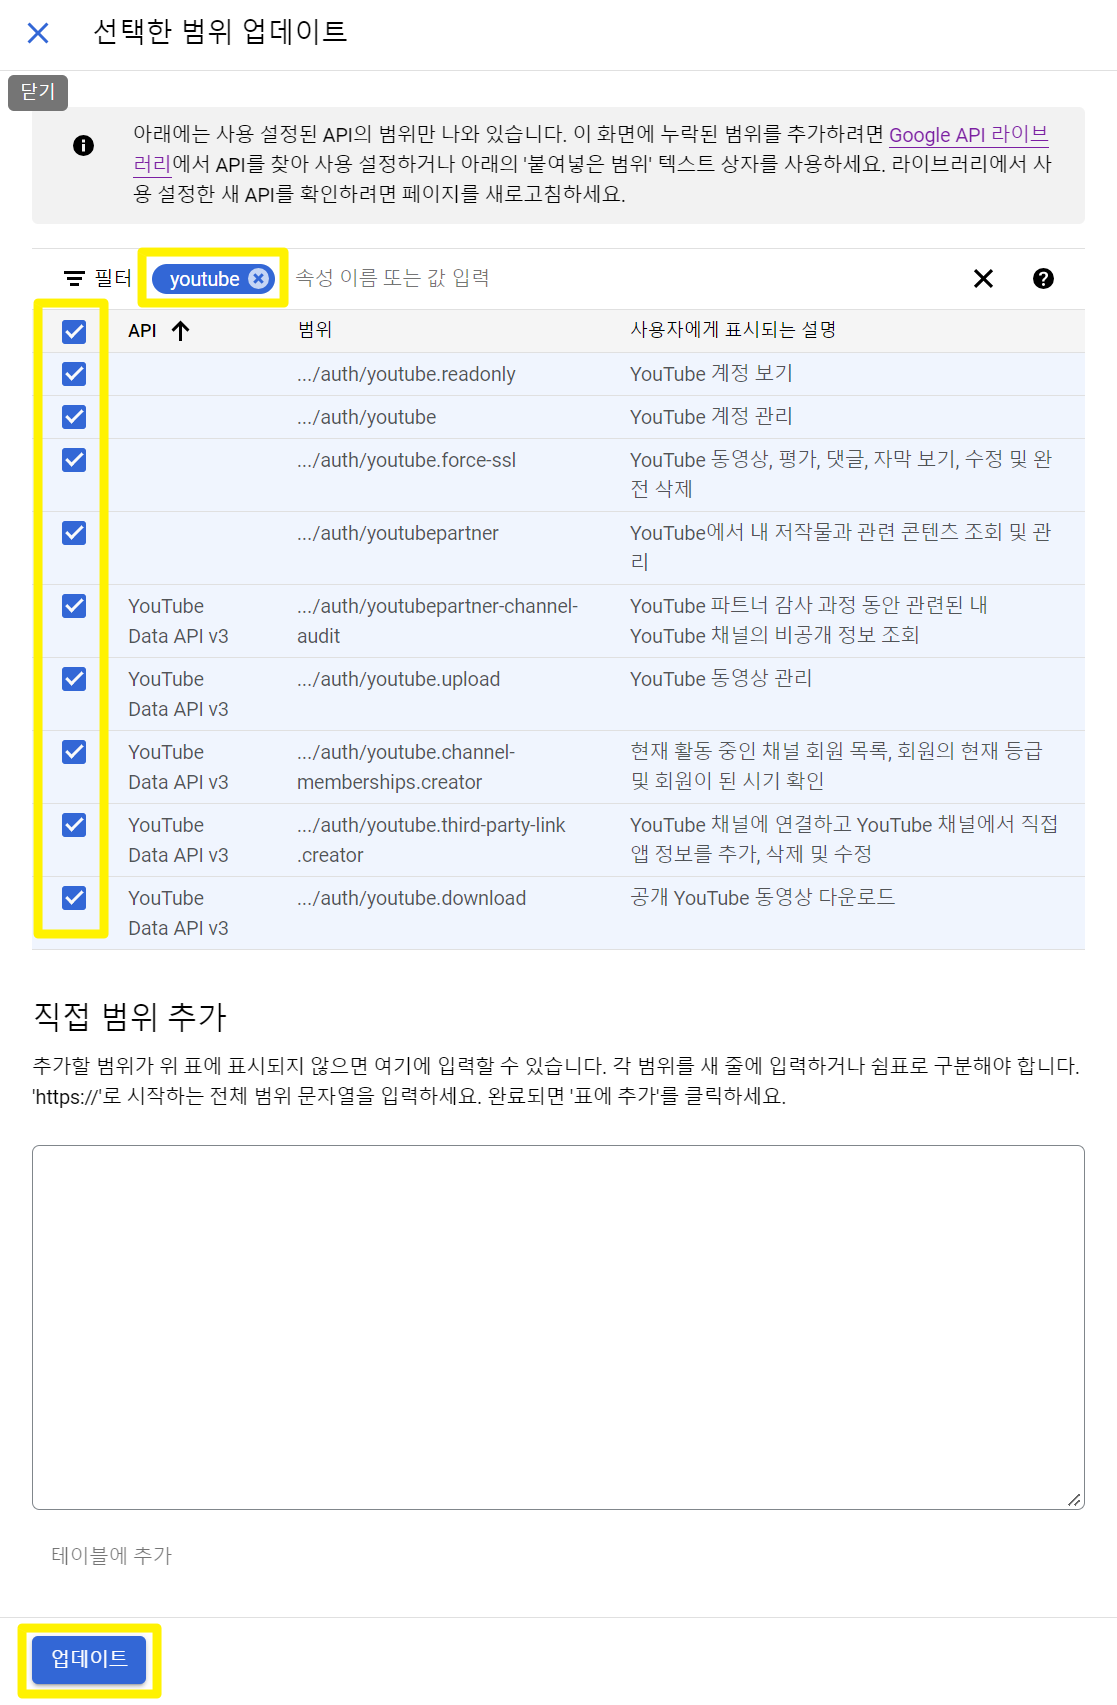 선택한 범위 업데이트
닫기
아래에는 사용 설정된 API의 범위만 나와 있습니다. 이 화면에 누락된 범위를 추가하려면 Google API 라이브
러리에서 API를 찾아 사용 설정하거나 아래의 '붙여넣은 범위' 텍스트 상자를 사용하세요. 라이브러리에서 사
용 설정한 새 API를 확인하려면 페이지를 새로고침하세요.
필터 youtube 속성 이름 또는 값 입력
API 범위 사용자에게 표시되는 설명
.../auth/youtube.readonly YouTube 계정 보기
.../auth/youtube YouTube 계정 관리
.../auth/youtube.force-ssl YouTube 동영상, 평가, 댓글, 자막 보기, 수정 및 완
전 삭제
.../auth/youtubepartner YouTube에서 내 저작물과 관련 콘텐츠 조회 및 관
리
YouTube .../auth/youtubepartner-channel- YouTube 파트너 감사 과정 동안 관련된 내
Data API v3 audit YouTube 채널의 비공개 정보 조회
YouTube .../auth/youtube.upload YouTube 동영상 관리
Data API v3
YouTube .../auth/youtube.channel- 현재 활동 중인 채널 회원 목록, 회원의 현재 등급
Data API v3 memberships.creator 및 회원이 된 시기 확인
YouTube .../auth/youtube.third-party-link YouTube 채널에 연결하고 YouTube 채널에서 직접
Data API v3 .creator 앱 정보를 추가, 삭제 및 수정
YouTube .../auth/youtube.download 공개 YouTube 동영상 다운로드
Data API v3
직접 범위 추가
추가할 범위가 위 표에 표시되지 않으면 여기에 입력할 수 있습니다. 각 범위를 새 줄에 입력하거나 쉼표로 구분해야 합니다.
'https://'로 시작하는 전체 범위 문자열을 입력하세요. 완료되면 '표에 추가'를 클릭하세요.
테이블에 추가
업데이트